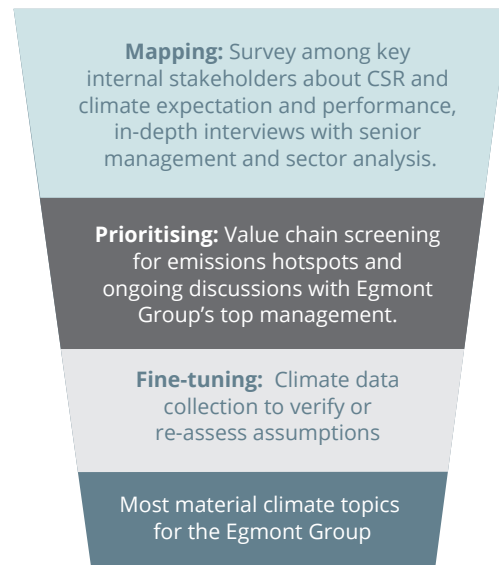 Mapping: Survey among key
internal stakeholders about CSR and
climate expectation and performance,
in-depth interviews with senior
management and sector analysis.
Prioritising: Value chain screening
for emissions hotspots and
ongoing discussions with Egmont
Group’s top management.
Fine-tuning: Climate data
collection to verify or
re-assess assumptions
Most material climate topics
for the Egmont Group